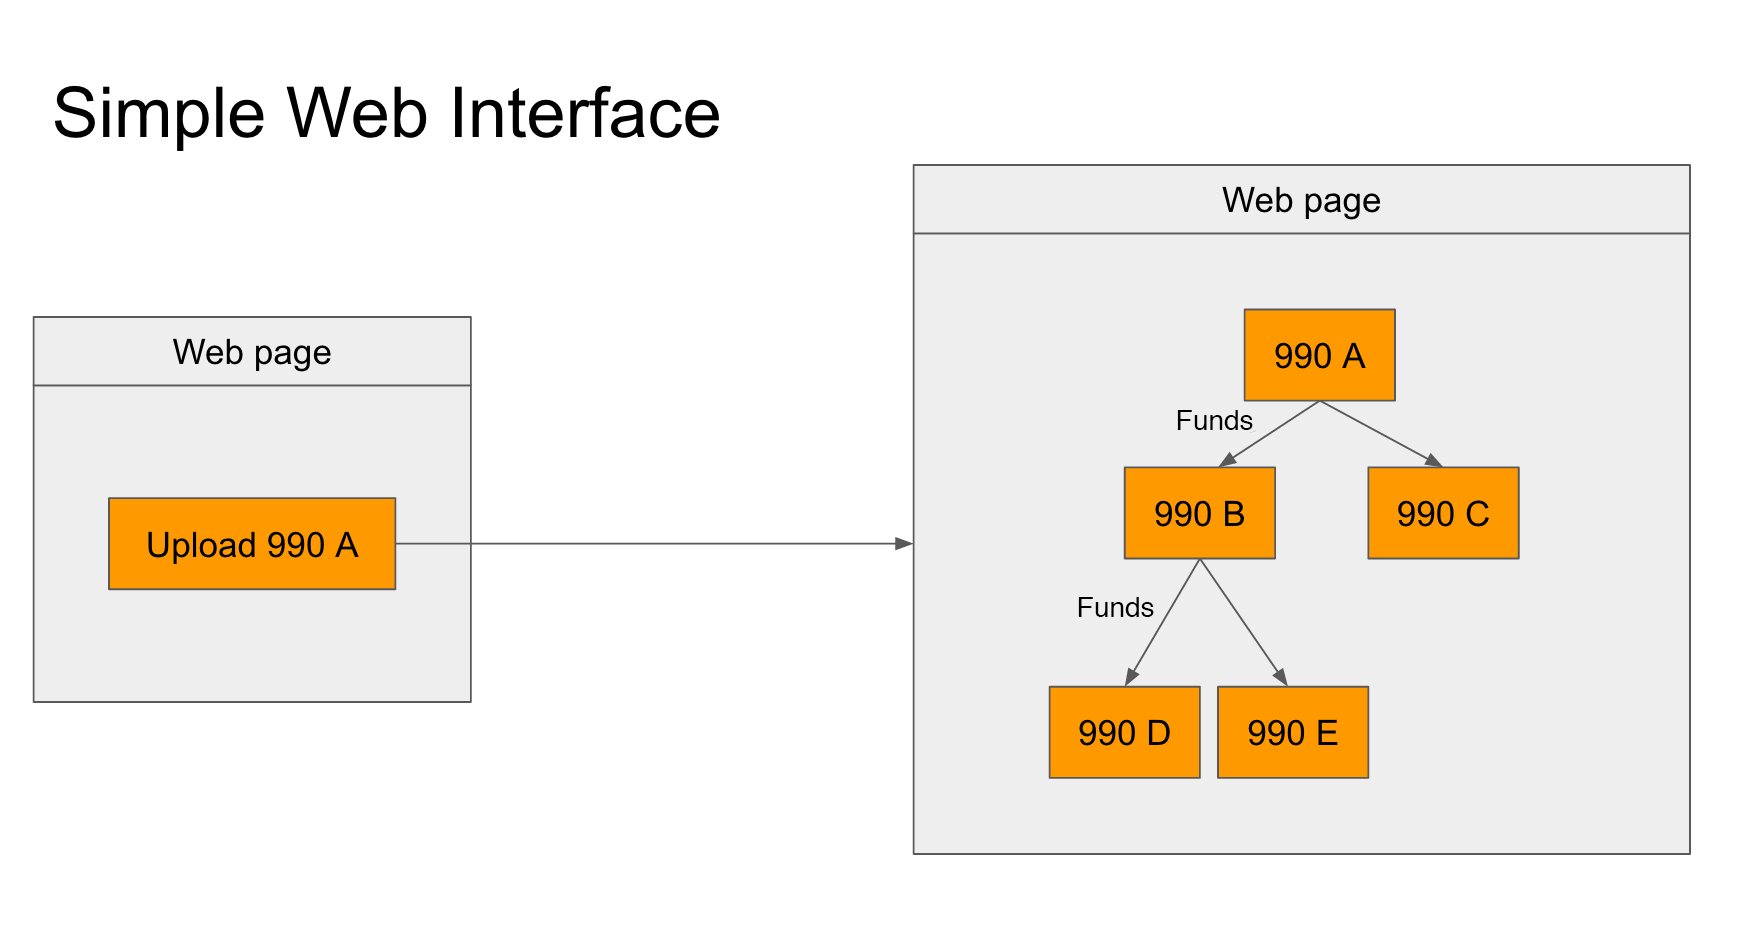 Simple Web Interface
Web page
Upload 990 A
Web page
990 A
Funds
990 B
990 C
Funds
990 D
990 E